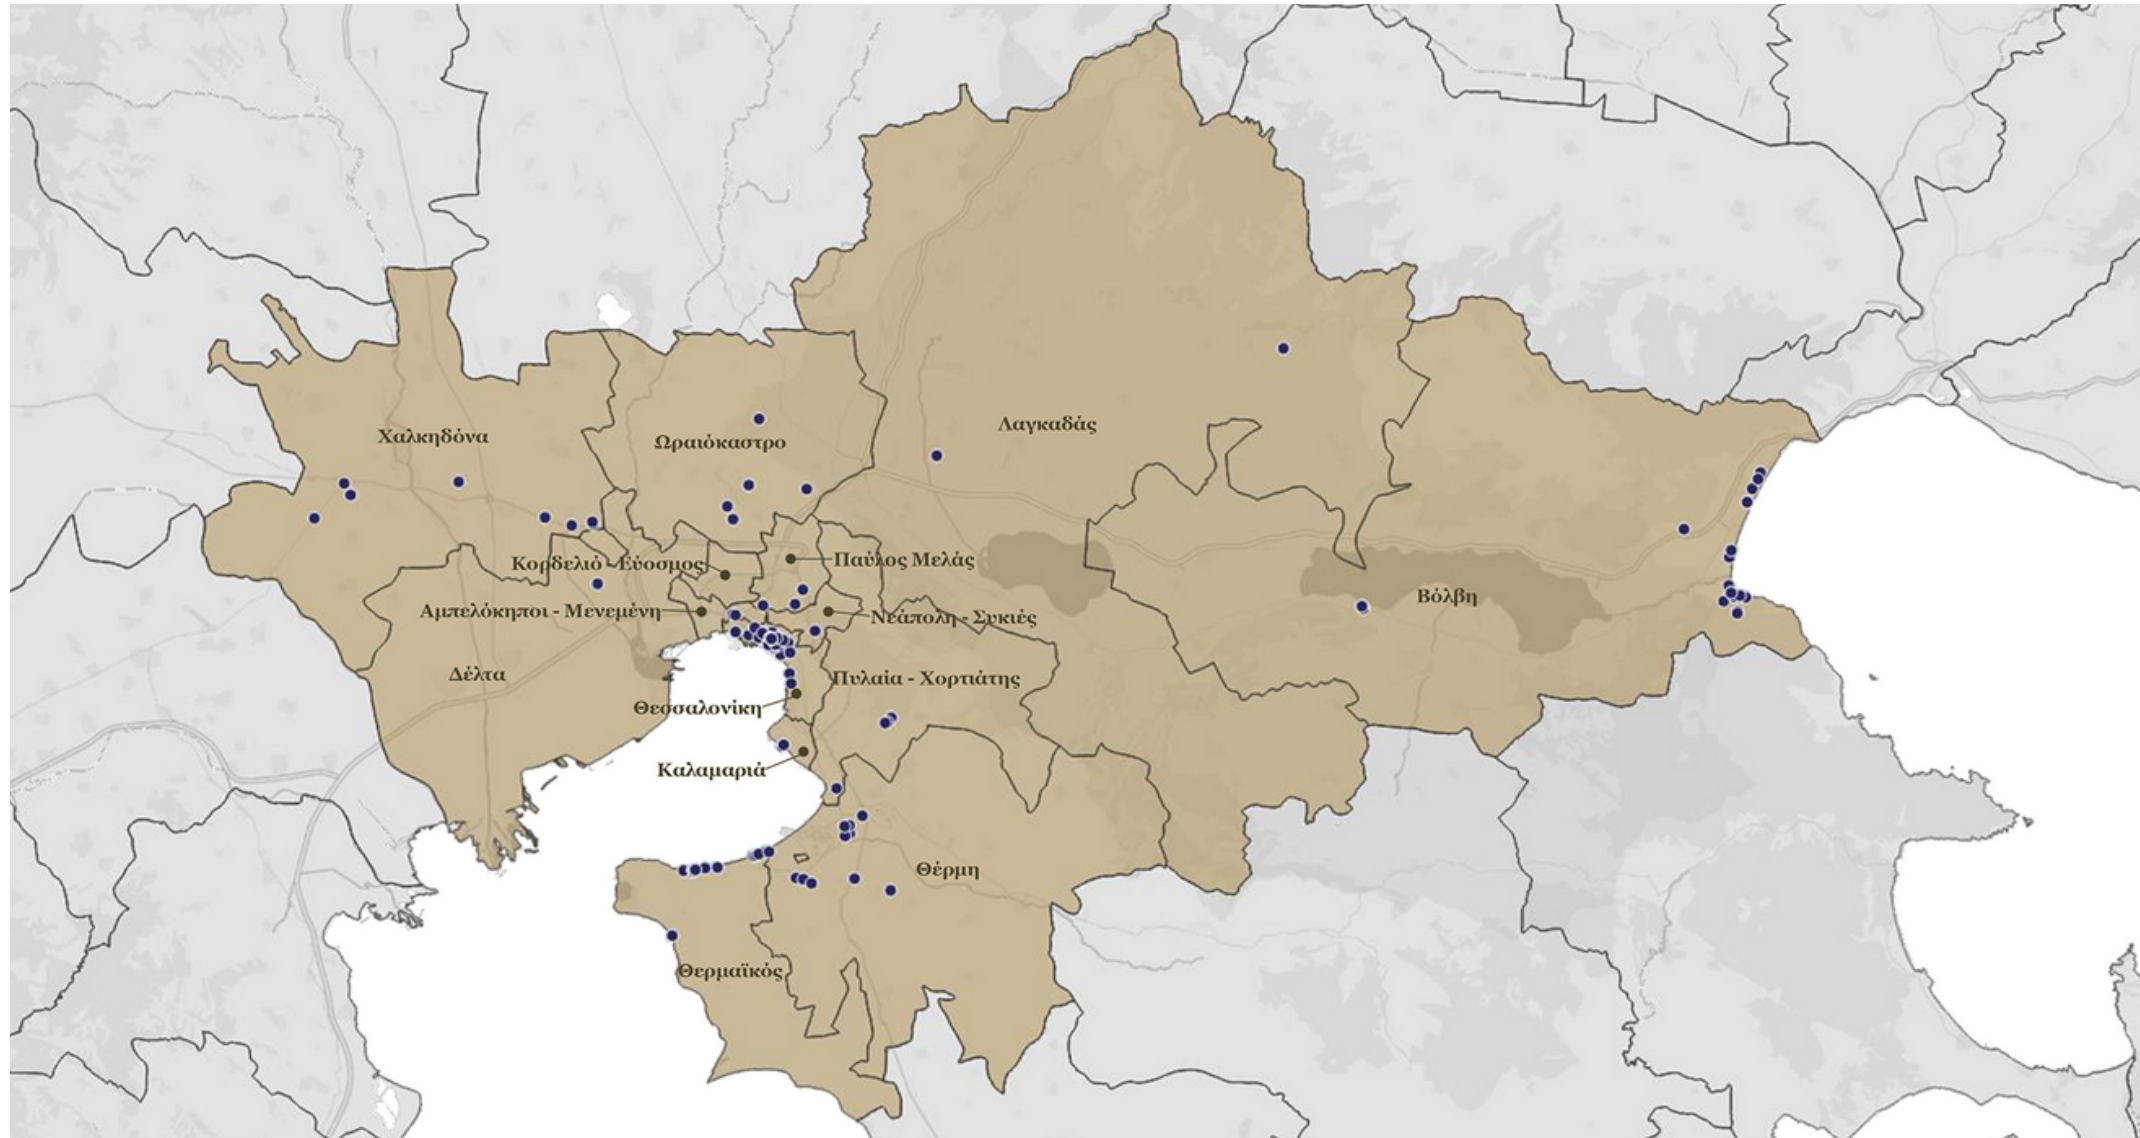 Λαγκαδάς
Χαλκηδόνα
Ωραιόκαστρο
Κορδελιό - Εύοσμος
Παύλος Μελάς
Βόλβη
Αμπελόκηποι - Μενεμένη
Νεάπολη - Συκιές
Δέλτα
Πυλαία - Χορτιάτης
Θεσσαλονίκη
Καλαμαριά
Θέρμη
Θερμαϊκός